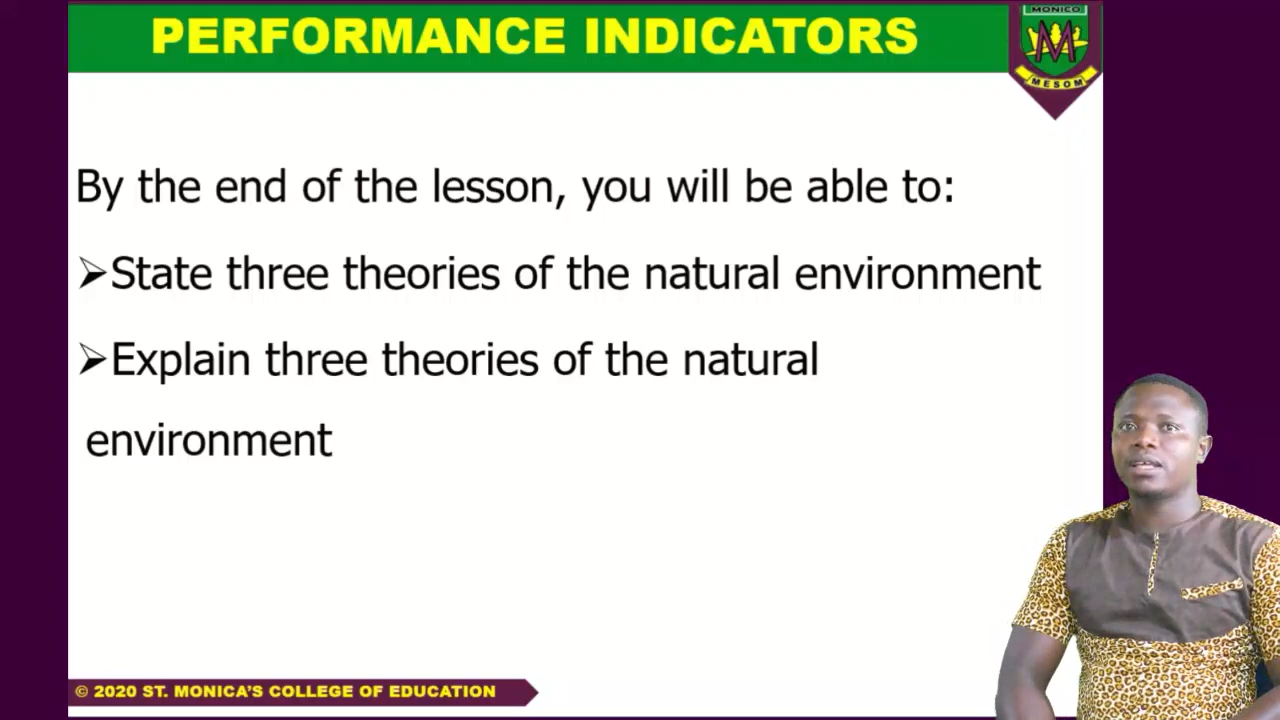 PERFORMANCE INDICATORS
MONICO
M
MESOM
By the end of the lesson, you will be able to:
➢State three theories of the natural environment
➢Explain three theories of the natural
environment
© 2020 ST. MONICA'S COLLEGE OF EDUCATION